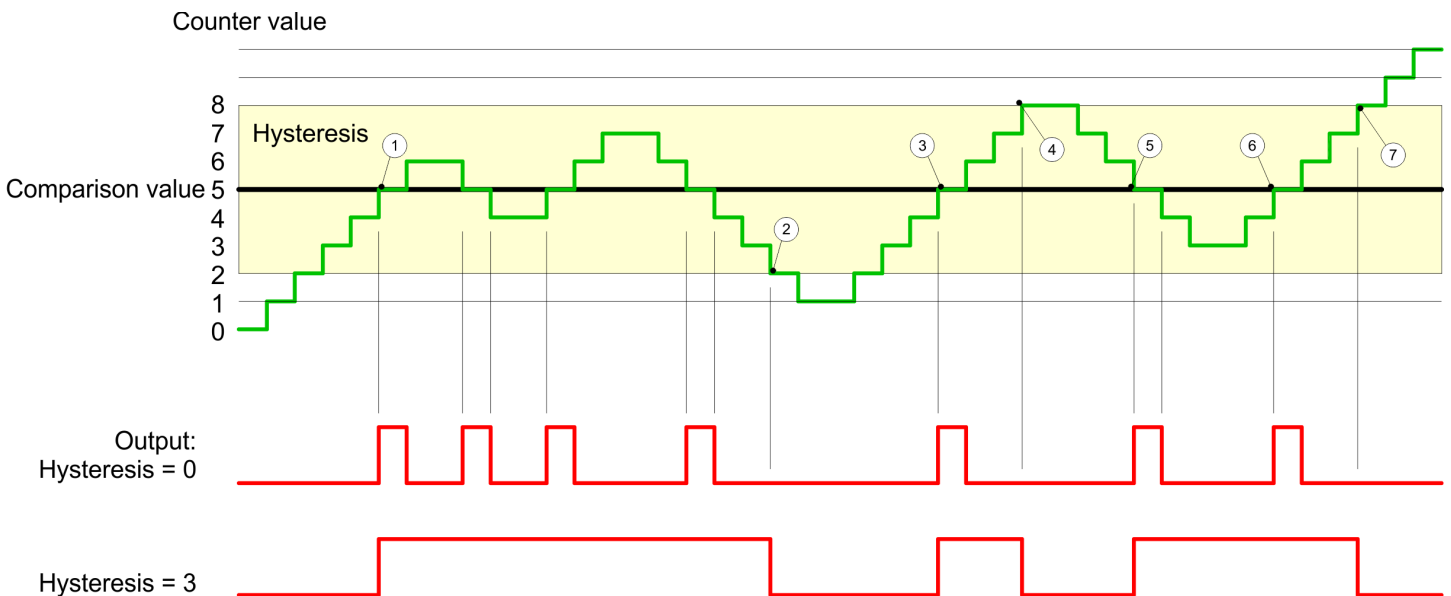 Counter value
8
7
Hysteresis
6
1
3
4
5
6
7
Comparison value 5
4
3
2
2
1
0
Output:
Hysteresis = 0
Hysteresis = 3